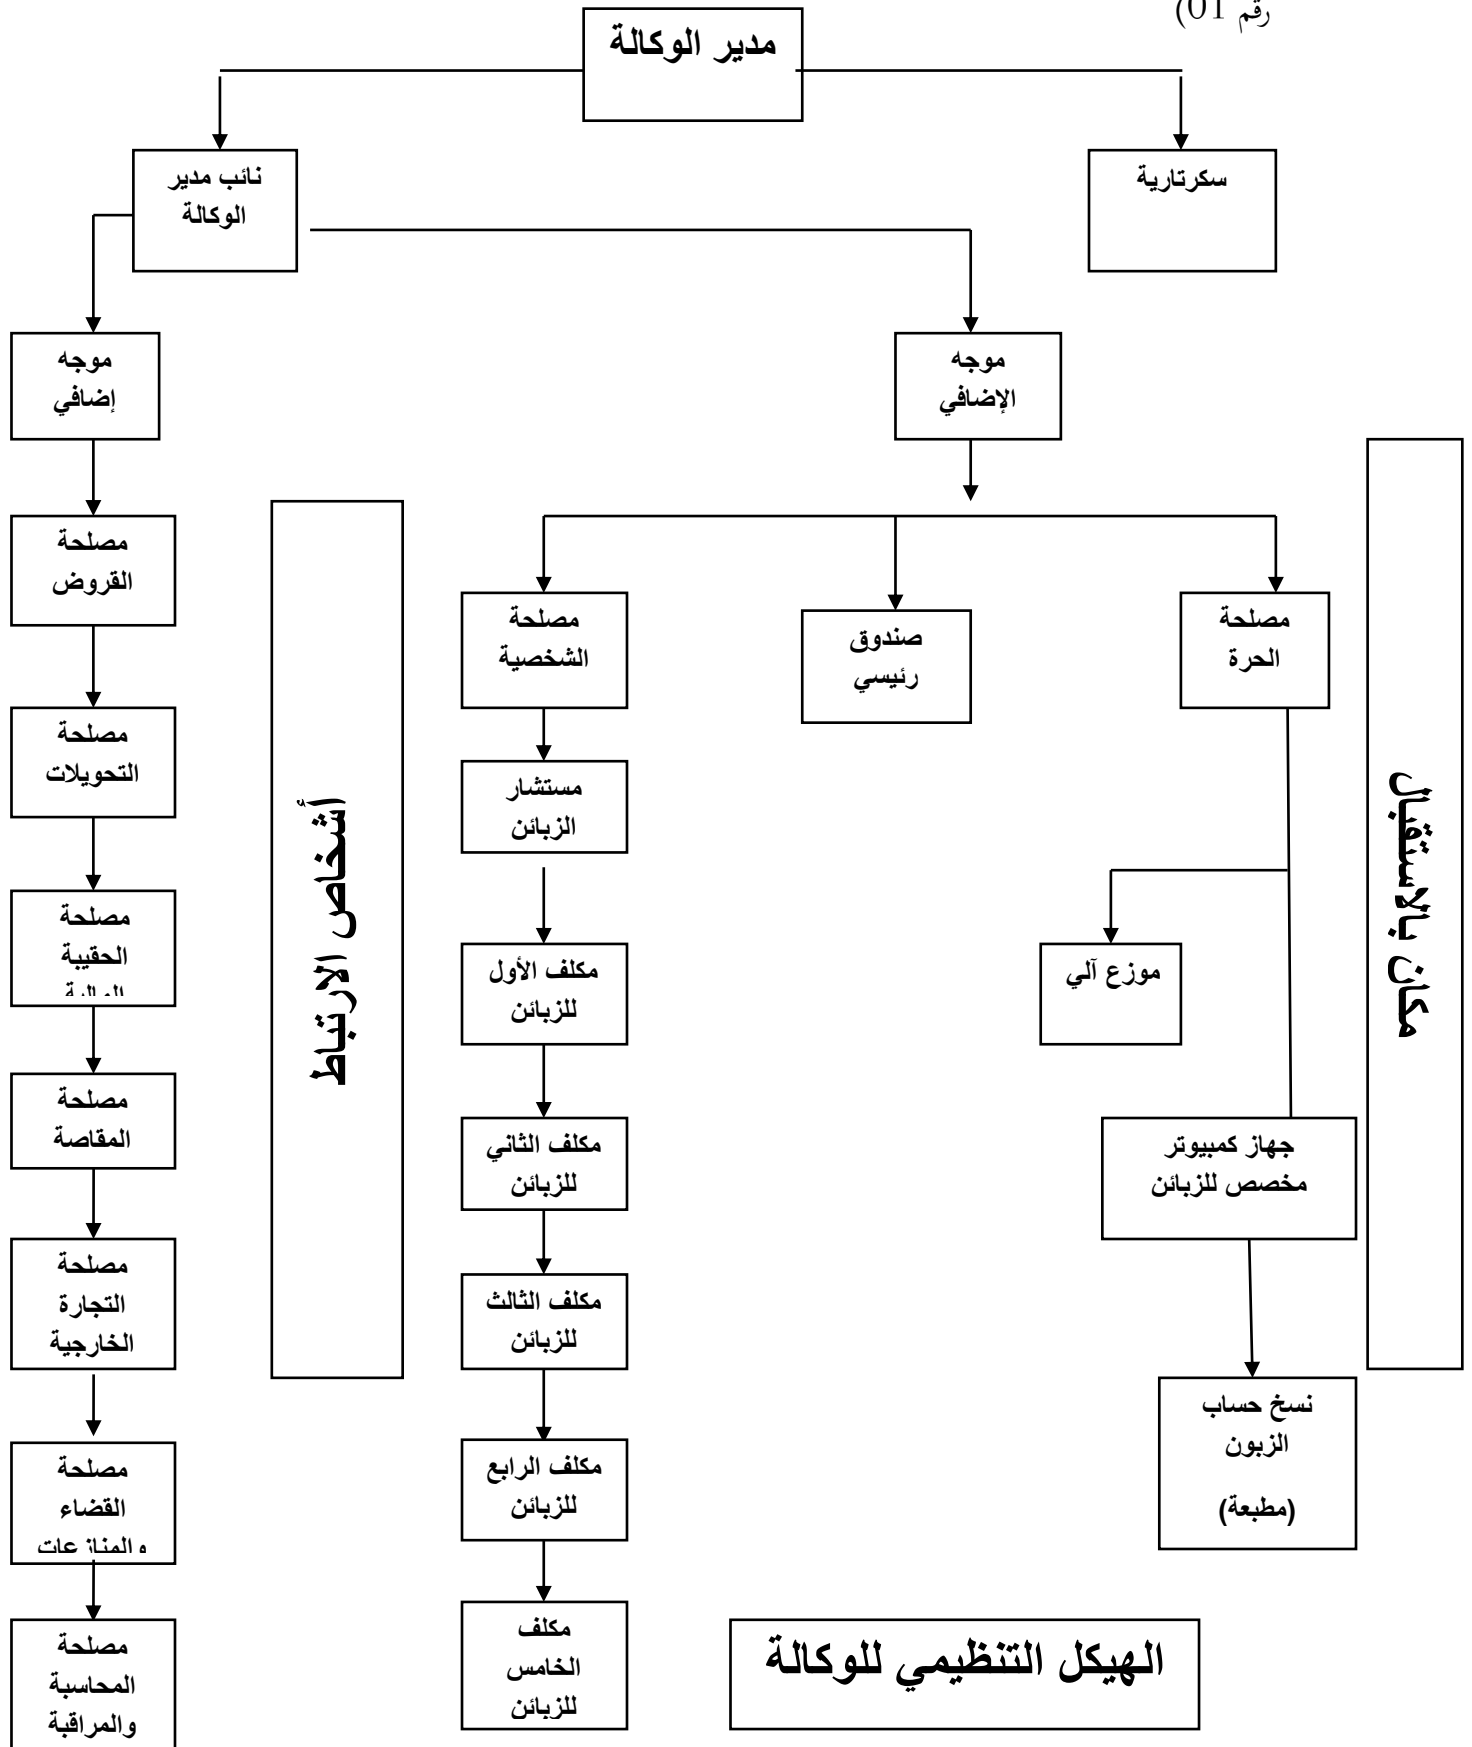 رقم 01)
مدير الوكالة
سكرتارية
نائب مدير
الوكالة
موجه
الإضافي
موجه
إضافي
مكان بالاستقبال
مصلحة
الحرة
صندوق
رئيسي
مصلحة
الشخصية
موزع آلي
جهاز كمبيوتر
مخصص للزبائن
نسخ حساب
الزبون
(مطبعة)
مستشار
الزبائن
مكلف الأول
للزبائن
مكلف الثاني
للزبائن
مكلف الثالث
للزبائن
مكلف الرابع
للزبائن
مكلف
الخامس
للزبائن
أشخاص الارتباط
مصلحة
القروض
مصلحة
التحويلات
مصلحة
الحقيبة
المالية
مصلحة
المقاصة
مصلحة
التجارة
الخارجية
مصلحة
القضاء
والمنازعات
مصلحة
المحاسبة
والمراقبة
الهيكل التنظيمي للوكالة